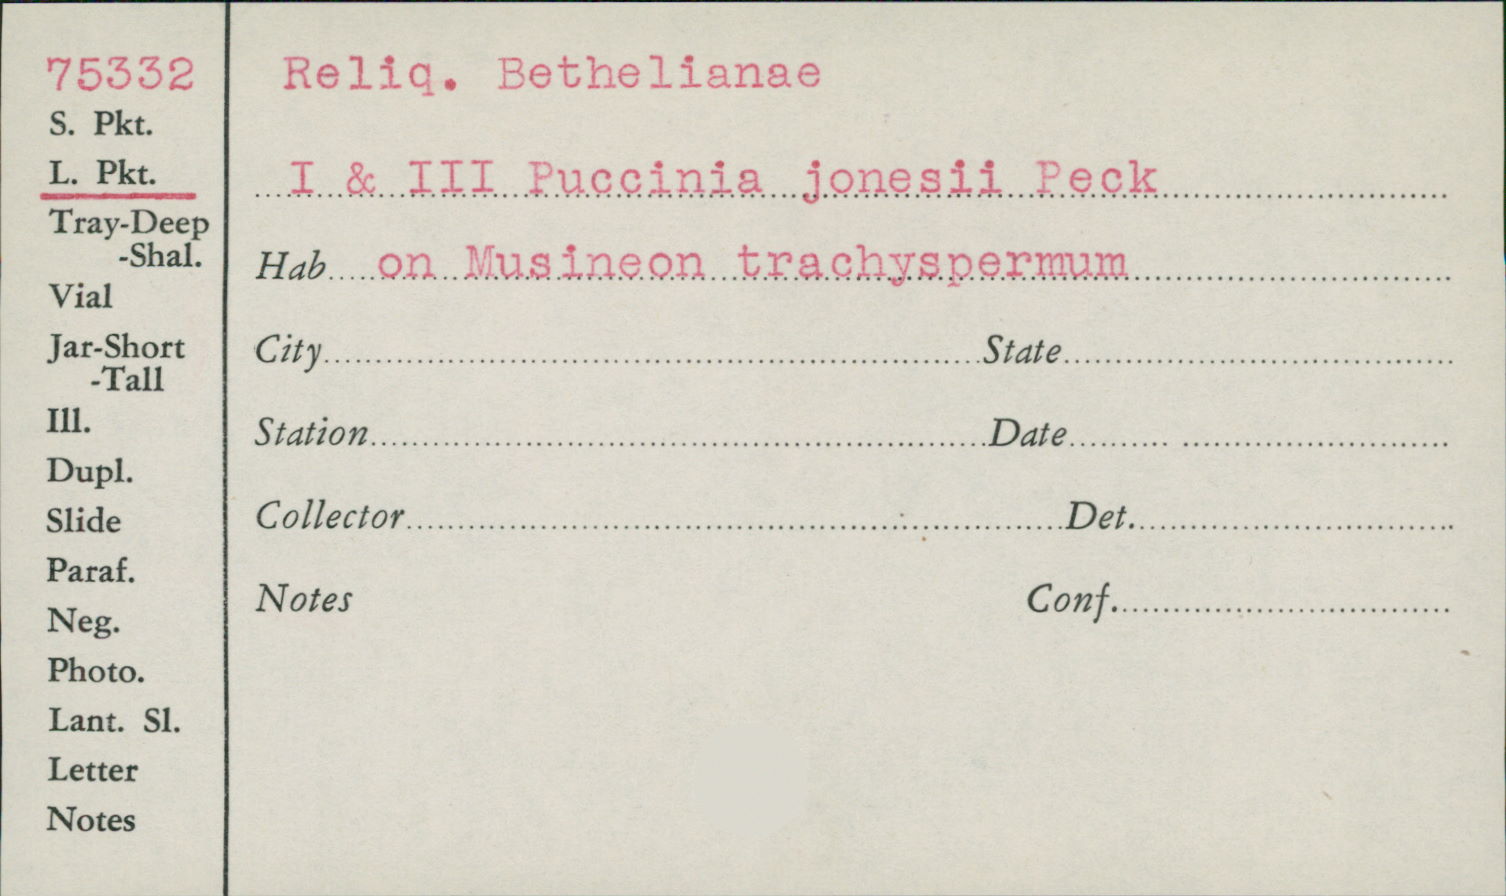 75332
S. Pkt.
L. Pkt.
Tray-Deep
-Shal.
Vial
Jar-Short
-Tall
Ill.
Dupl.
Slide
Paraf.
Neg.
Photo.
Lant. Sl.
Letter
Notes
Reliq. Bethelianae
I & III Puccinia jonesii Peck
Hab on Musineon trachyspermum
City State
Station Date
Collector Det.
Notes Conf.